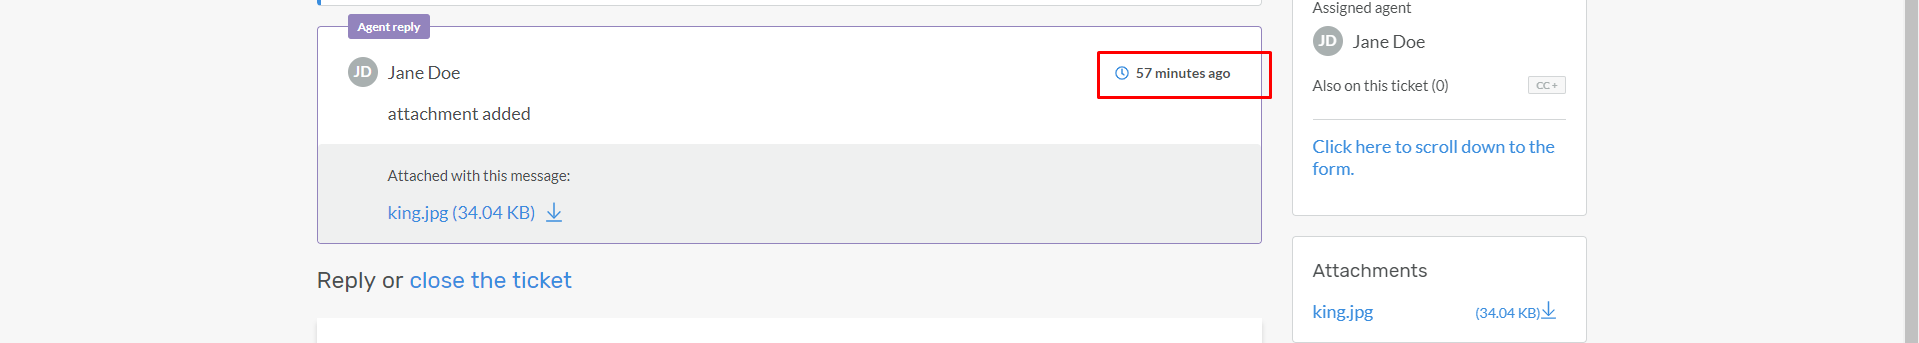 Agent reply
JD Jane Doe
57 minutes ago
attachment added
Attached with this message:
king.jpg (34.04 KB)
Reply or close the ticket
Assigned agent
JD Jane Doe
Also on this ticket (0)
CC +
Click here to scroll down to the
form.
Attachments
king.jpg (34.04 KB)